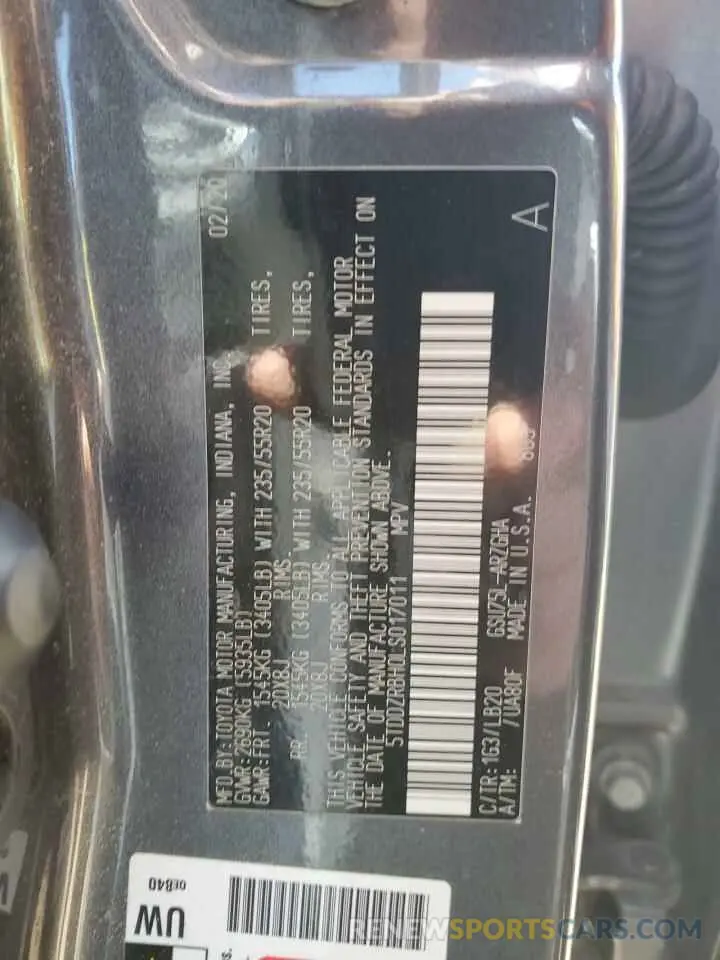 MFD.BY:TOYOTA MOTOR MANUFACTURING, INDIANA, INC. 02/20
GVWR:2690KG (5935LB)
GAWR:FRT. 1545KG (3405LB) WITH 235/55R20 TIRES,
20X8J RIMS.
RR. 1545KG (3405LB) WITH 235/55R20 TIRES,
20X8J RIMS.
THIS VEHICLE CONFORMS TO ALL APPLICABLE FEDERAL MOTOR
VEHICLE SAFETY AND THEFT PREVENTION STANDARDS IN EFFECT ON
THE DATE OF MANUFACTURE SHOWN ABOVE.
5TDDZRBH0LS017011 MPV
C/TR:1G3/LB20 GSU75L-ARZGHA
A/TM: /UA80F MADE IN U.S.A.
A
UW
0EB40
RENEWSPORTSCARS.COM